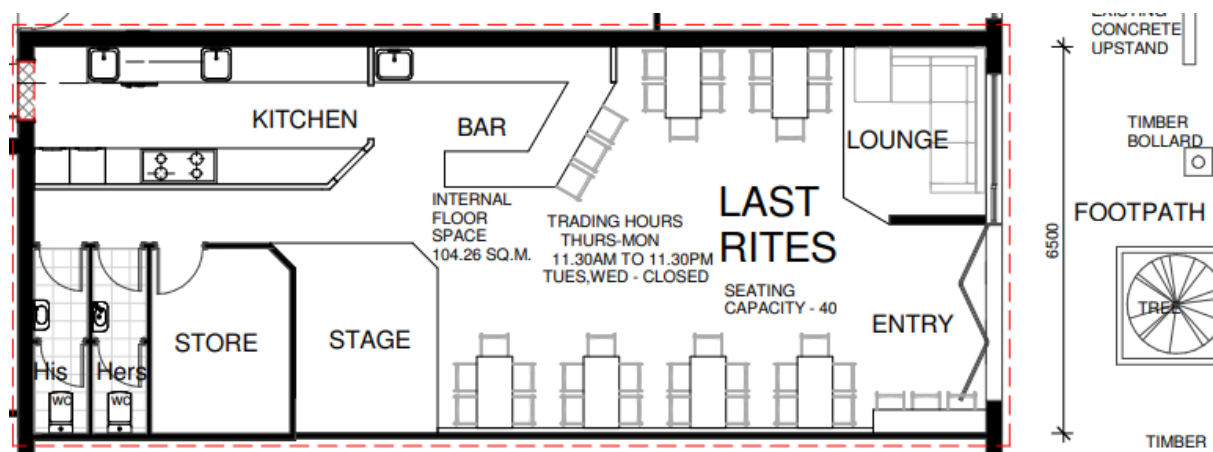 EXISTING
CONCRETE
UPSTAND
KITCHEN
BAR
LOUNGE
TIMBER
BOLLARD
INTERNAL
FLOOR
SPACE
104.26 SQ.M.
TRADING HOURS
THURS-MON
11.30AM TO 11.30PM
TUES,WED - CLOSED
LAST
RITES
SEATING
CAPACITY - 40
FOOTPATH
6500
TREE
ENTRY
STORE
STAGE
His
Hers
WC
WC
TIMBER